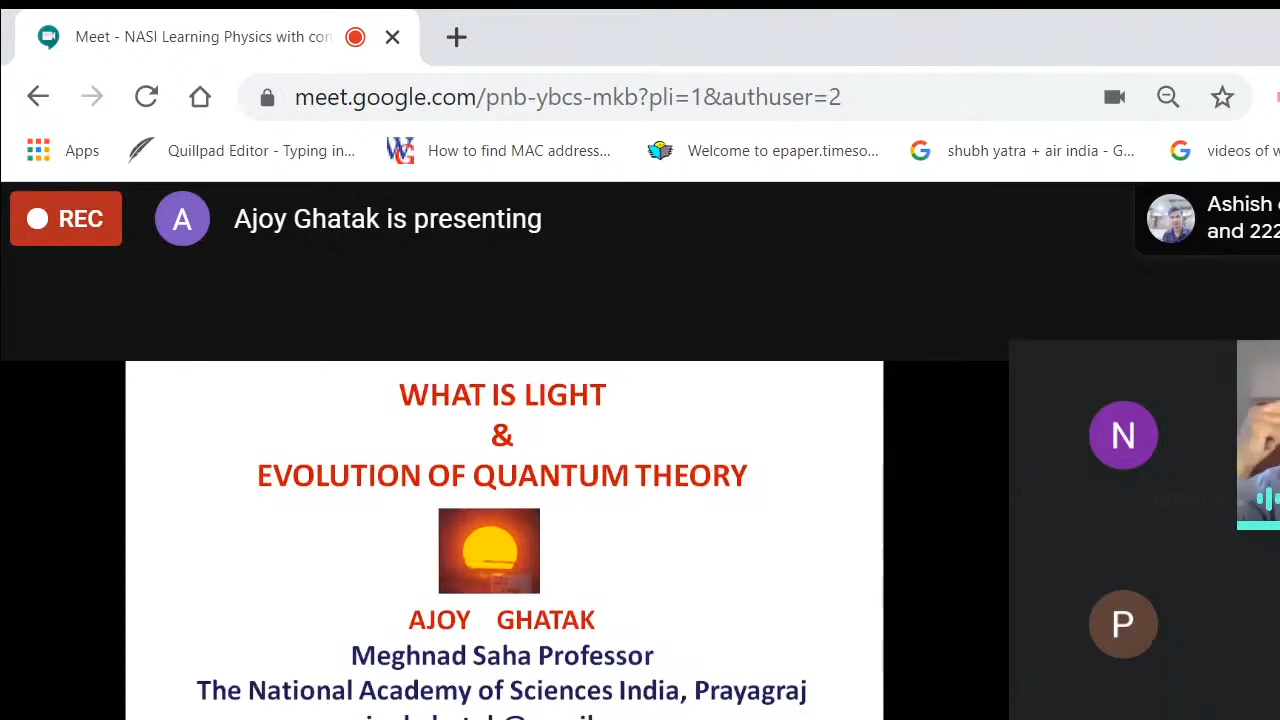 Meet - NASI Learning Physics with con
meet.google.com/pnb-ybcs-mkb?pli=1&authuser=2
Apps
Quillpad Editor - Typing in...
How to find MAC address...
Welcome to epaper.timeso...
shubh yatra + air india - G...
videos of w
REC
A
Ajoy Ghatak is presenting
Ashish
and 222
WHAT IS LIGHT
&
EVOLUTION OF QUANTUM THEORY
N
AJOY GHATAK
P
Meghnad Saha Professor
The National Academy of Sciences India, Prayagraj